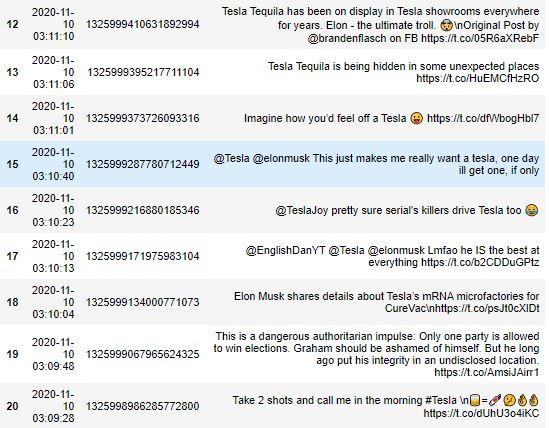 12 2020-11- 10 03:11:10 1325999410631892994 Tesla Tequila has been on display in Tesla showrooms everywhere
for years. Elon - the ultimate troll. 🤯\nOriginal Post by
@brandenflasch on FB https://t.co/05R6aXRebF
13 2020-11- 10 03:11:06 1325999395217711104 Tesla Tequila is being hidden in some unexpected places
https://t.co/HuEMCfHzRO
14 2020-11- 10 03:11:01 1325999373726093316 Imagine how you'd feel off a Tesla 😛 https://t.co/dfWbogHbl7
15 2020-11- 10 03:10:40 1325999287780712449 @Tesla @elonmusk This just makes me really want a tesla, one day
ill get one, if only
16 2020-11- 10 03:10:23 1325999216880185346 @TeslaJoy pretty sure serial's killers drive Tesla too 😂
17 2020-11- 10 03:10:13 1325999171975983104 @EnglishDanYT @Tesla @elonmusk Lmfao he IS the best at
everything https://t.co/b2CDDuGPtz
18 2020-11- 10 03:10:04 1325999134000771073 Elon Musk shares details about Tesla's mRNA microfactories for
CureVac\nhttps://t.co/psJt0cXIDt
19 2020-11- 10 03:09:48 1325999067965624325 This is a dangerous authoritarian impulse: Only one party is allowed
to win elections. Graham should be ashamed of himself. But he long
ago put his integrity in an undisclosed location.
https://t.co/AmsiJAirr1
20 2020-11- 10 03:09:28 1325998986285772800 Take 2 shots and call me in the morning #Tesla \n🥃=🚀🤔👌👌
https://t.co/dUhU3o4iKC